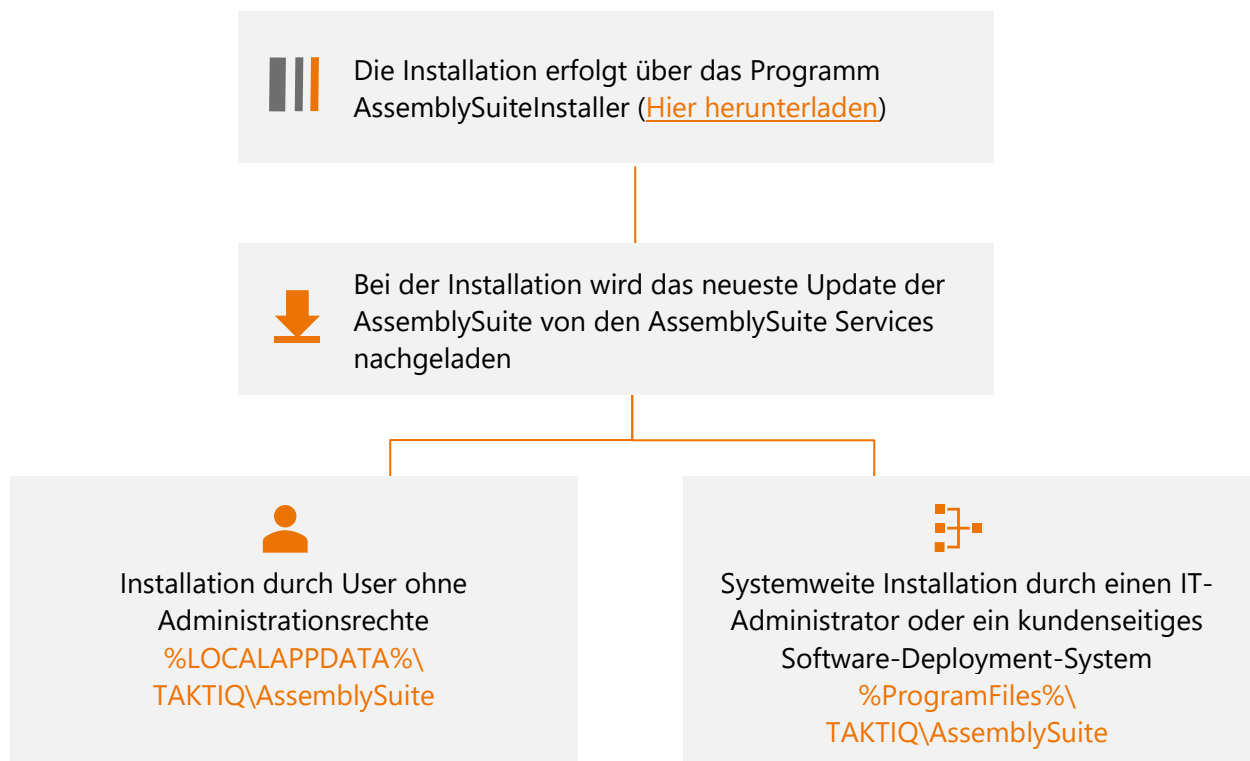 Die Installation erfolgt über das Programm
AssemblySuiteInstaller (Hier herunterladen)
Bei der Installation wird das neueste Update der
AssemblySuite von den AssemblySuite Services
nachgeladen
Installation durch User ohne
Administrationsrechte
%LOCALAPPDATA%\
TAKTIQ\AssemblySuite
Systemweite Installation durch einen IT-
Administrator oder ein kundenseitiges
Software-Deployment-System
%ProgramFiles%\
TAKTIQ\AssemblySuite